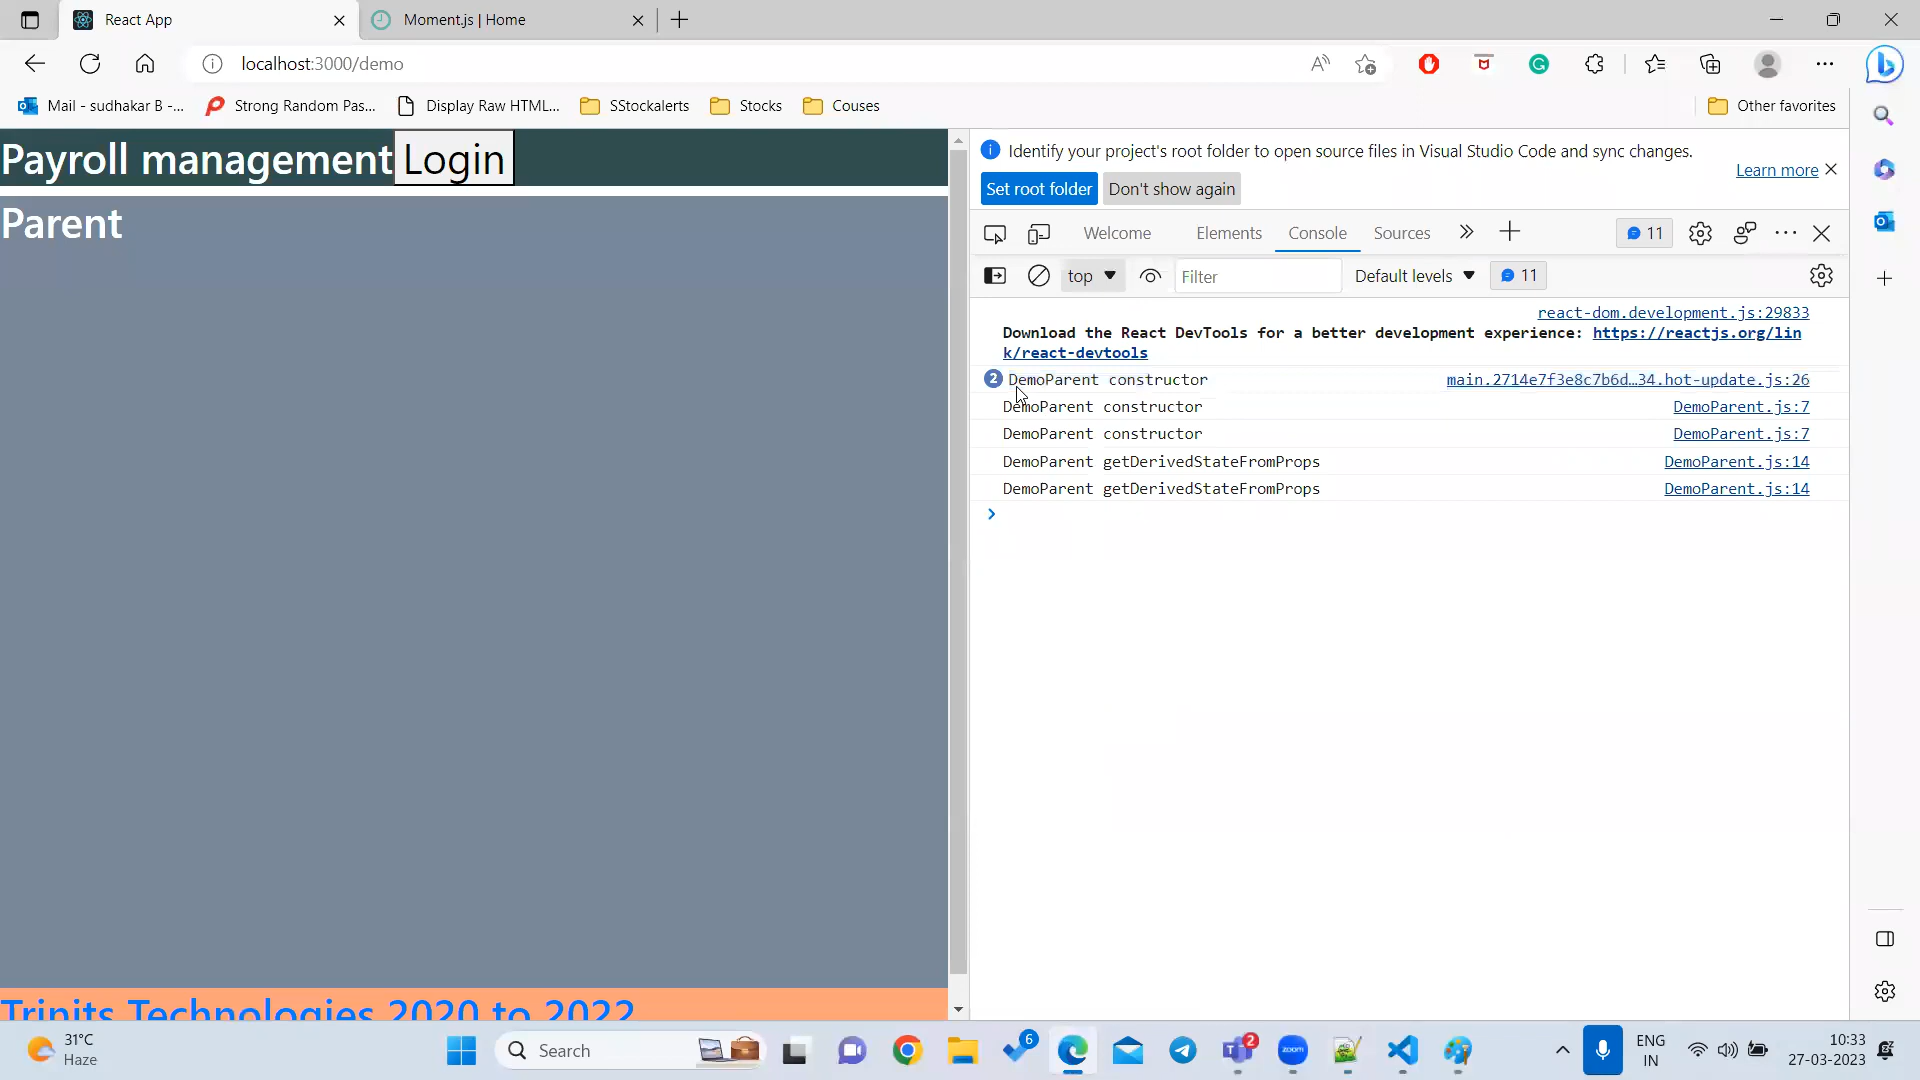 React App
Moment.js | Home
localhost:3000/demo
Mail - sudhakar B -...
Strong Random Pas...
Display Raw HTML...
SStockalerts
Stocks
Couses
Other favorites
Payroll management
Login
Parent
Trinits Technologies 2020 to 2022
Identify your project's root folder to open source files in Visual Studio Code and sync changes.
Learn more
Set root folder
Don't show again
Welcome
Elements
Console
Sources
11
top
Filter
Default levels
11
react-dom.development.js:29833
Download the React DevTools for a better development experience: https://reactjs.org/lin
k/react-devtools
2
DemoParent constructor
main.2714e7f3e8c7b6d…34.hot-update.js:26
DemoParent constructor
DemoParent.js:7
DemoParent constructor
DemoParent.js:7
DemoParent getDerivedStateFromProps
DemoParent.js:14
DemoParent getDerivedStateFromProps
DemoParent.js:14
31°C
Haze
Search
6
2
zoom
ENG
IN
10:33
27-03-2023